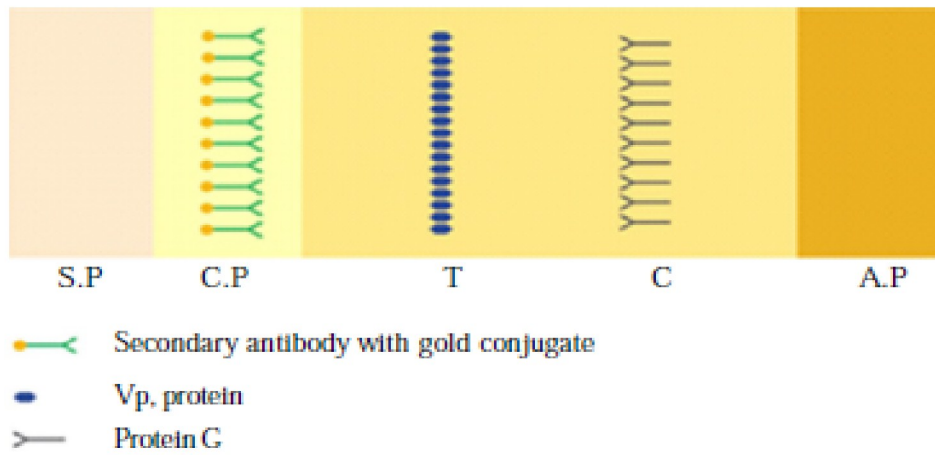 S.P C.P T C A.P
Secondary antibody with gold conjugate
Vp, protein
Protein G